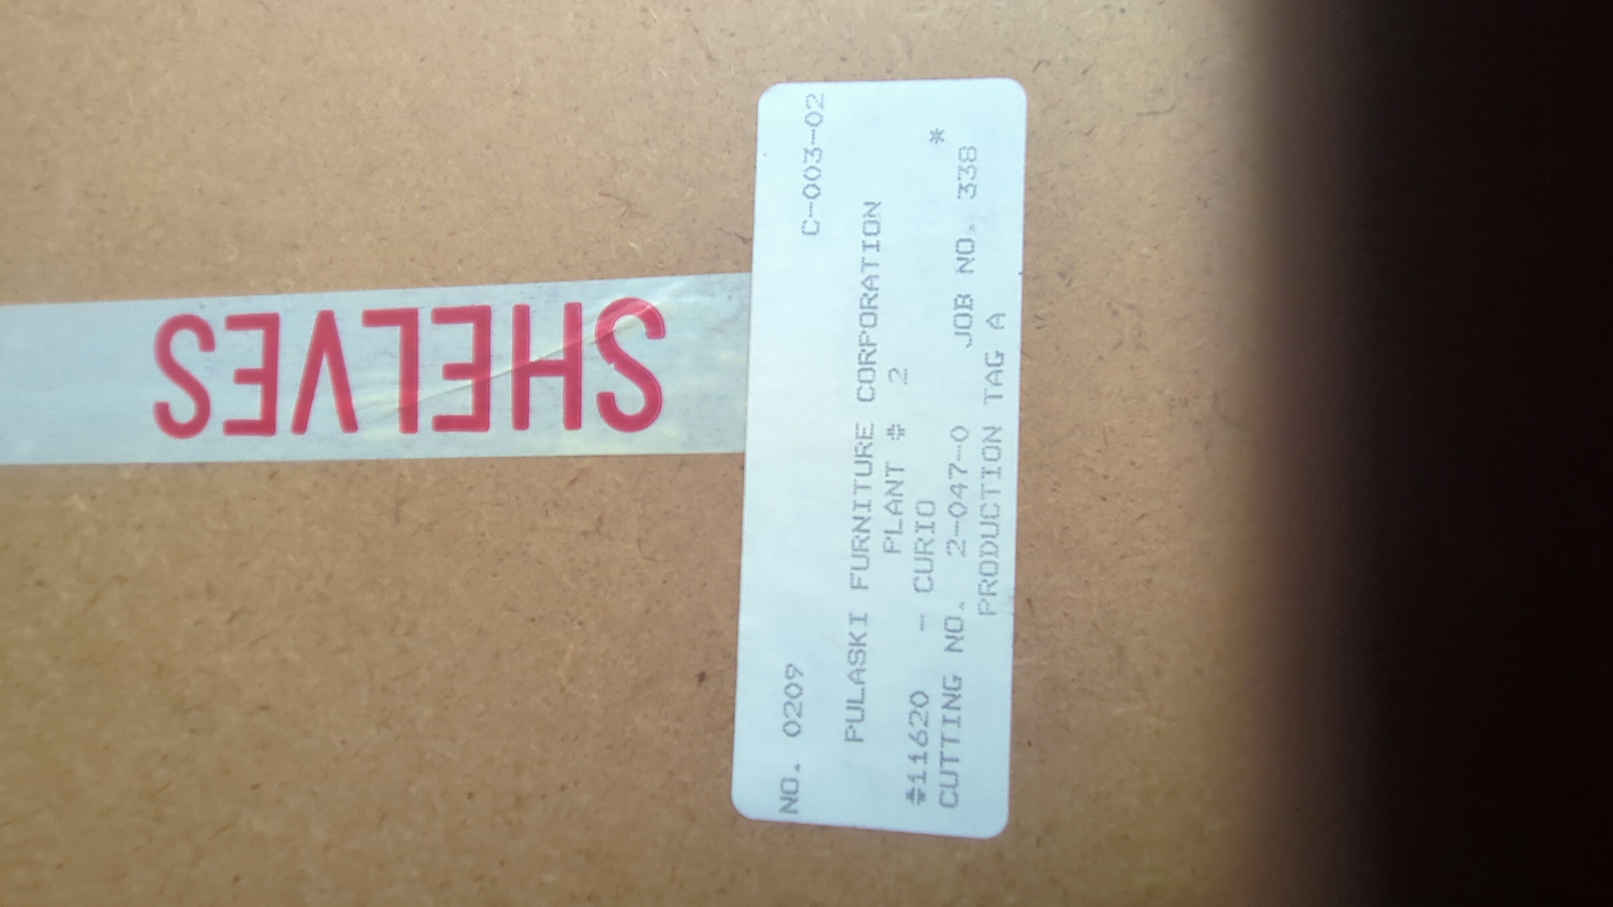 SHELVES
NO. 0209 C-003-02
PULASKI FURNITURE CORPORATION
PLANT # 2
#11620 - CURIO *
CUTTING NO. 2-047-0 JOB NO. 338
PRODUCTION TAG A